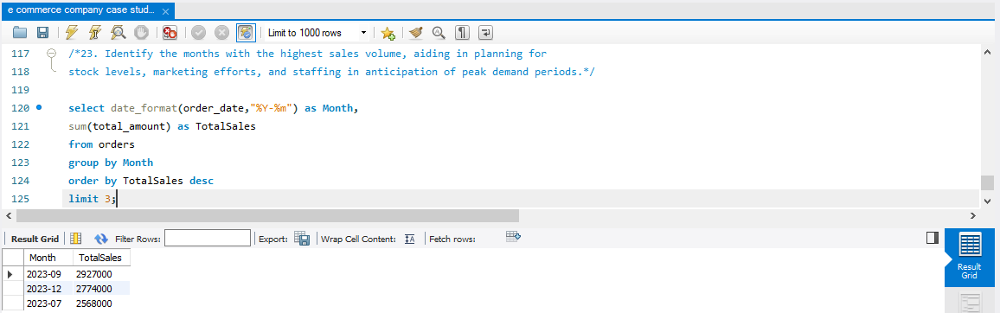 e commerce company case stud...
Limit to 1000 rows
117 /*23. Identify the months with the highest sales volume, aiding in planning for
118 stock levels, marketing efforts, and staffing in anticipation of peak demand periods.*/
119
120 select date_format(order_date,"%Y-%m") as Month,
121 sum(total_amount) as TotalSales
122 from orders
123 group by Month
124 order by TotalSales desc
125 limit 3;
Result Grid Filter Rows: Export: Wrap Cell Content: Fetch rows:
Month TotalSales
2023-09 2927000
2023-12 2774000
2023-07 2568000
Result
Grid